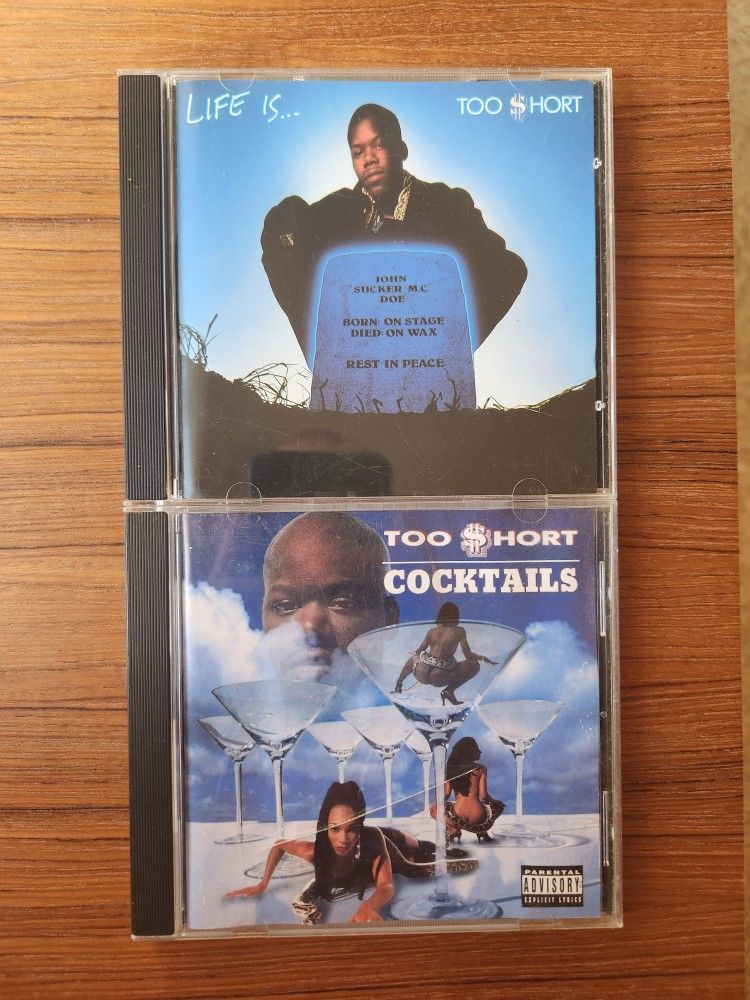 LIFE IS...
TOO $HORT
JOHN
"SUCKER M.C."
DOE
BORN: ON STAGE
DIED: ON WAX
REST IN PEACE
TOO $HORT
COCKTAILS
PARENTAL
ADVISORY
EXPLICIT LYRICS